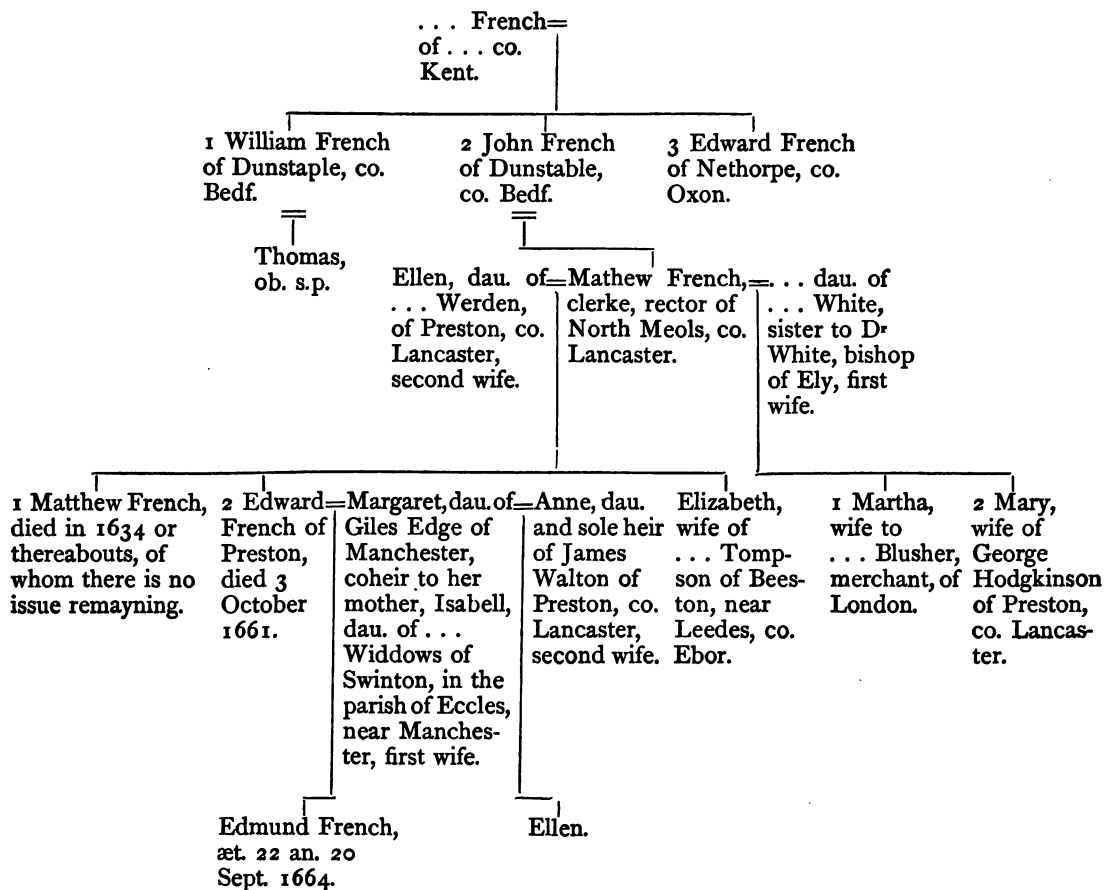 . . . French=
of . . . co.
Kent.
1 William French
of Dunstaple, co.
Bedf.
2 John French
of Dunstable,
co. Bedf.
3 Edward French
of Nethorpe, co.
Oxon.
Thomas,
ob. s.p.
Ellen, dau. of=
. . . Werden,
of Preston, co.
Lancaster,
second wife.
Mathew French,=
clerke, rector of
North Meols, co.
Lancaster.
. . . dau. of
. . . White,
sister to Dr
White, bishop
of Ely, first
wife.
1 Matthew French,
died in 1634 or
thereabouts, of
whom there is no
issue remayning.
2 Edward=
French of
Preston,
died 3
October
1661.
Margaret, dau. of=
Giles Edge of
Manchester,
coheir to her
mother, Isabell,
dau. of . . .
Widdows of
Swinton, in the
parish of Eccles,
near Manches-
ter, first wife.
Anne, dau.
and sole heir
of James
Walton of
Preston, co.
Lancaster,
second wife.
Elizabeth,
wife of
. . . Tomp-
son of Bees-
ton, near
Leedes, co.
Ebor.
1 Martha,
wife to
. . . Blusher,
merchant, of
London.
2 Mary,
wife of
George
Hodgkinson
of Preston,
co. Lancas-
ter.
Edmund French,
æt. 22 an. 20
Sept. 1664.
Ellen.